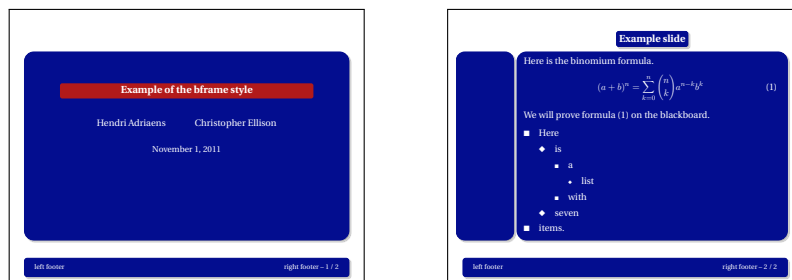 Example of the bframe style
Hendri Adriaens Christopher Ellison
November 1, 2011
left footer right footer – 1 / 2
Example slide
Here is the binomium formula.
(a + b)^n = \sum_{k=0}^{n} \binom{n}{k} a^{n-k} b^k (1)
We will prove formula (1) on the blackboard.
■ Here
◆ is
■ a
• list
■ with
◆ seven
■ items.
left footer right footer – 2 / 2